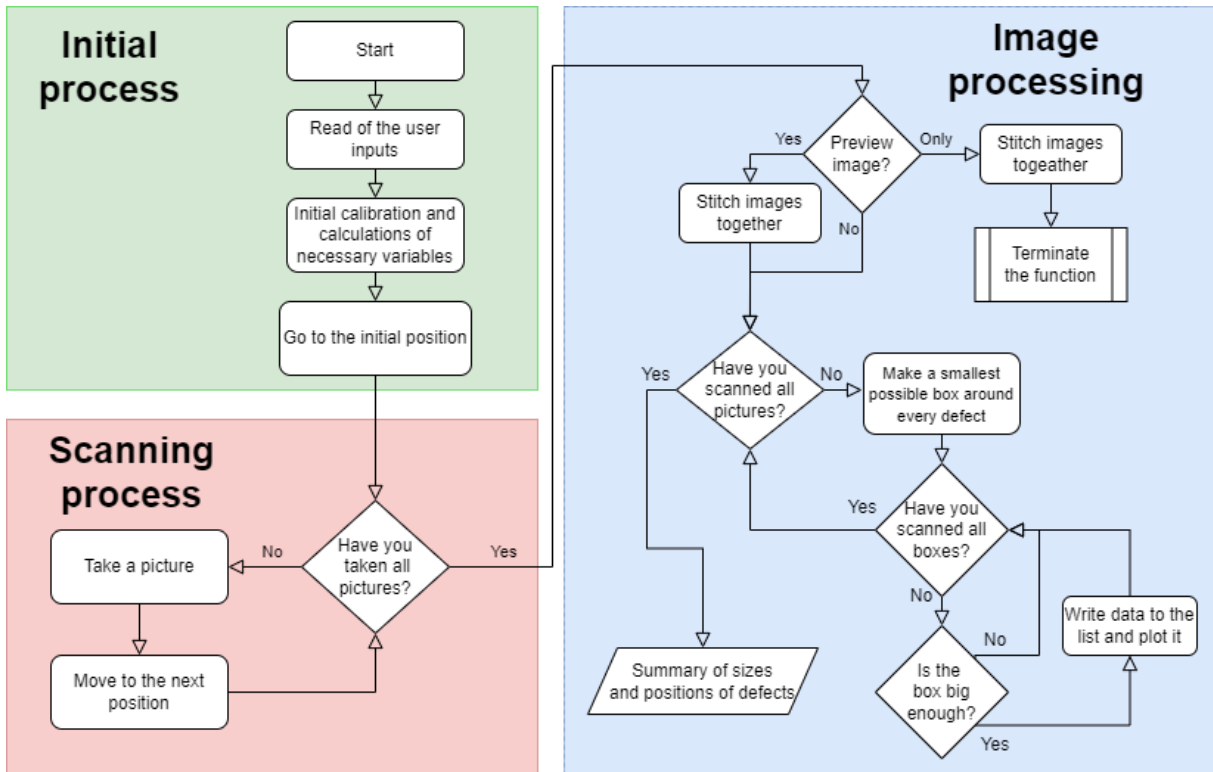 Initial
process
Start
Read of the user
inputs
Initial calibration and
calculations of
necessary variables
Go to the initial position
Scanning
process
Have you
taken all
pictures?
No
Yes
Take a picture
Move to the next
position
Image
processing
Preview
image?
Yes
Only
No
Stitch images
together
Stitch images
togeather
Terminate
the function
Have you
scanned all
pictures?
Yes
No
Make a smallest
possible box around
every defect
Have you
scanned all
boxes?
Yes
No
Is the
box big
enough?
No
Yes
Write data to the
list and plot it
Summary of sizes
and positions of defects